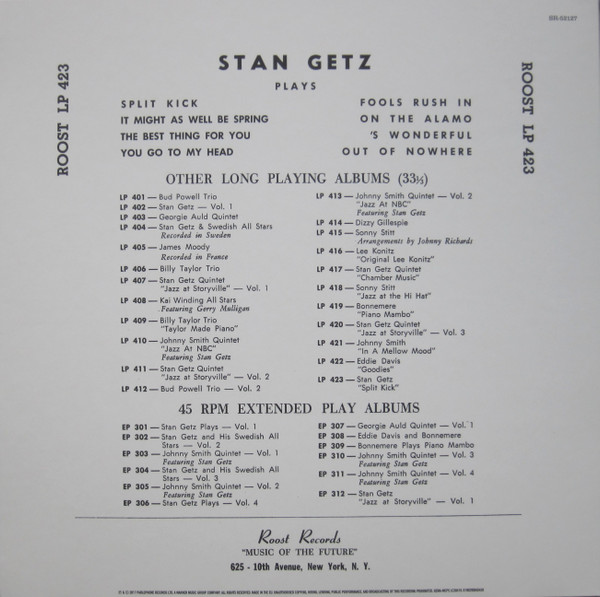 SR-52127
STAN GETZ
PLAYS
ROOST LP 423
ROOST LP 423
SPLIT KICK
IT MIGHT AS WELL BE SPRING
THE BEST THING FOR YOU
YOU GO TO MY HEAD
FOOLS RUSH IN
ON THE ALAMO
'S WONDERFUL
OUT OF NOWHERE
OTHER LONG PLAYING ALBUMS (33⅓)
LP 401 — Bud Powell Trio
LP 402 — Stan Getz — Vol. 1
LP 403 — Georgie Auld Quintet
LP 404 — Stan Getz & Swedish All Stars
Recorded in Sweden
LP 405 — James Moody
Recorded in France
LP 406 — Billy Taylor Trio
LP 407 — Stan Getz Quintet
"Jazz at Storyville" — Vol. 1
LP 408 — Kai Winding All Stars
Featuring Gerry Mulligan
LP 409 — Billy Taylor Trio
"Taylor Made Piano"
LP 410 — Johnny Smith Quintet
"Jazz At NBC"
Featuring Stan Getz
LP 411 — Stan Getz Quintet
"Jazz at Storyville" — Vol. 2
LP 412 — Bud Powell Trio — Vol. 2
LP 413 — Johnny Smith Quintet — Vol. 2
"Jazz At NBC"
Featuring Stan Getz
LP 414 — Dizzy Gillespie
LP 415 — Sonny Stitt
Arrangements by Johnny Richards
LP 416 — Lee Konitz
"Original Lee Konitz"
LP 417 — Stan Getz Quintet
"Chamber Music"
LP 418 — Sonny Stitt
"Jazz at the Hi Hat"
LP 419 — Bonnemere
"Piano Mambo"
LP 420 — Stan Getz Quintet
"Jazz at Storyville" — Vol. 3
LP 421 — Johnny Smith
"In A Mellow Mood"
LP 422 — Eddie Davis
"Goodies"
LP 423 — Stan Getz
"Split Kick"
45 RPM EXTENDED PLAY ALBUMS
EP 301 — Stan Getz Plays — Vol. 1
EP 302 — Stan Getz and His Swedish All
Stars — Vol. 2
EP 303 — Johnny Smith Quintet — Vol. 1
Featuring Stan Getz
EP 304 — Stan Getz and His Swedish All
Stars — Vol. 3
EP 305 — Johnny Smith Quintet — Vol. 2
Featuring Stan Getz
EP 306 — Stan Getz Plays — Vol. 4
EP 307 — Georgie Auld Quintet — Vol. 1
EP 308 — Eddie Davis and Bonnemere
EP 309 — Bonnemere Plays Piano Mambo
EP 310 — Johnny Smith Quintet — Vol. 3
Featuring Stan Getz
EP 311 — Johnny Smith Quintet — Vol. 4
Featuring Stan Getz
EP 312 — Stan Getz
"Jazz at Storyville" — Vol. 1
Roost Records
"MUSIC OF THE FUTURE"
625 - 10th Avenue, New York, N. Y.